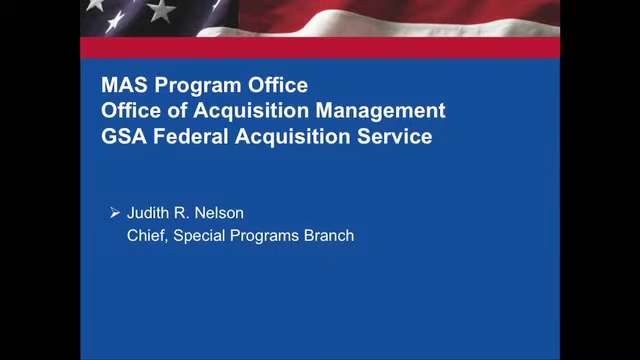 MAS Program Office
Office of Acquisition Management
GSA Federal Acquisition Service
➢ Judith R. Nelson
Chief, Special Programs Branch